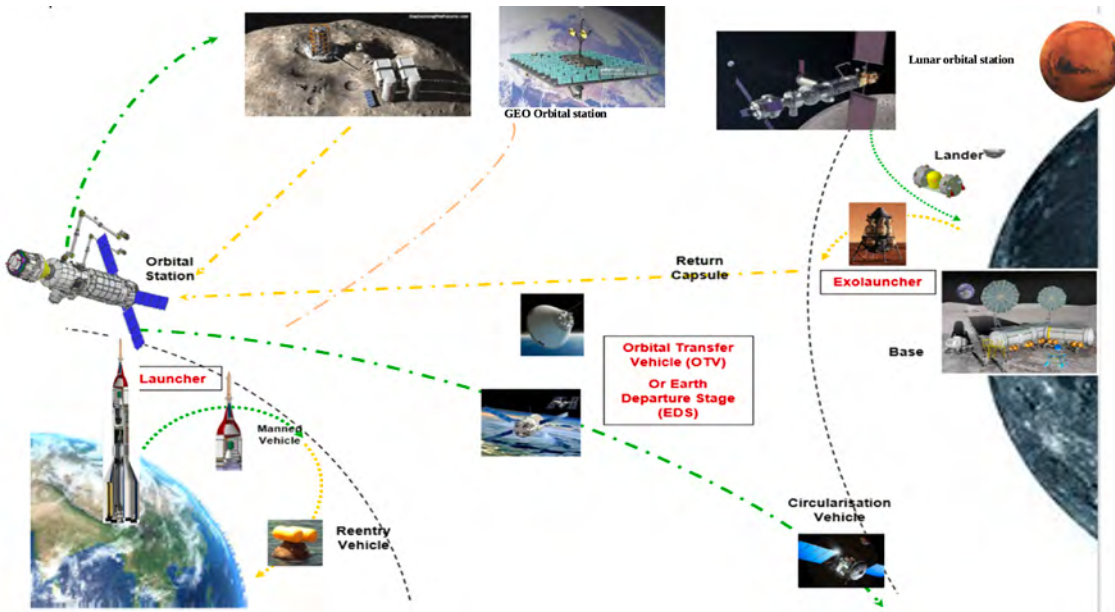 GEO Orbital station
Lunar orbital station
Lander
Orbital
Station
Return
Capsule
Exolauncher
Launcher
Orbital Transfer
Vehicle (OTV)
Or Earth
Departure Stage
(EDS)
Base
Manned
Vehicle
Reentry
Vehicle
Circularisation
Vehicle